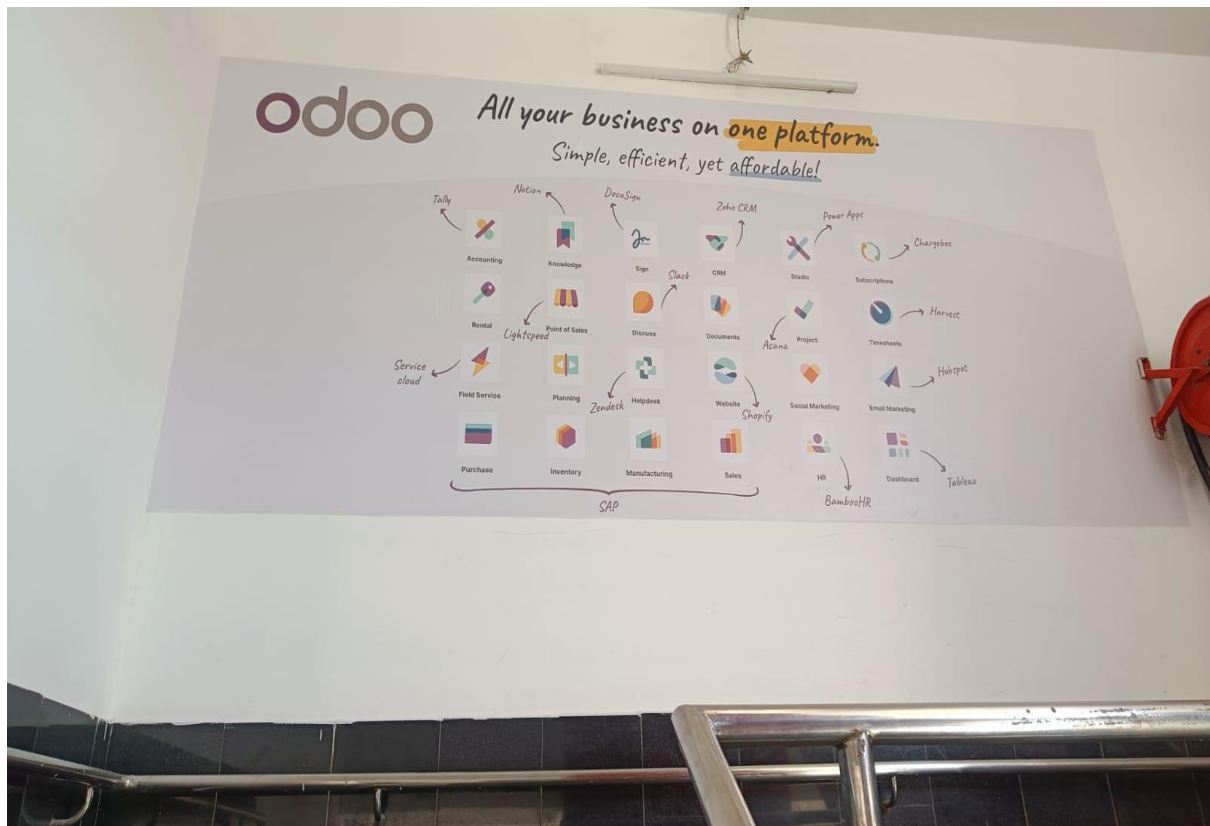 odoo
All your business on one platform.
Simple, efficient, yet affordable!
Tally
Notion
DocuSign
Zoho CRM
Power Apps
Chargebee
Accounting
Knowledge
Sign
CRM
Studio
Subscriptions
Slack
Rental
Point of Sales
Discuss
Documents
Project
Timesheets
Harvest
Lightspeed
Asana
Service
cloud
Field Service
Planning
Helpdesk
Website
Social Marketing
Email Marketing
Hubspot
Zendesk
Shopify
Purchase
Inventory
Manufacturing
Sales
HR
Dashboard
Tableau
SAP
BambooHR